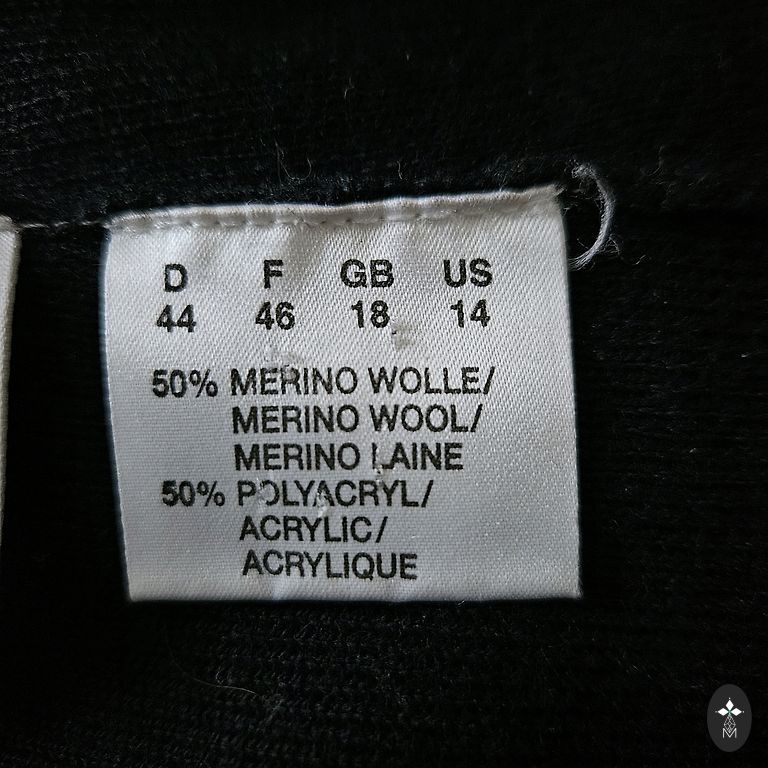 D F GB US
44 46 18 14
50% MERINO WOLLE/
MERINO WOOL/
MERINO LAINE
50% POLYACRYL/
ACRYLIC/
ACRYLIQUE
M